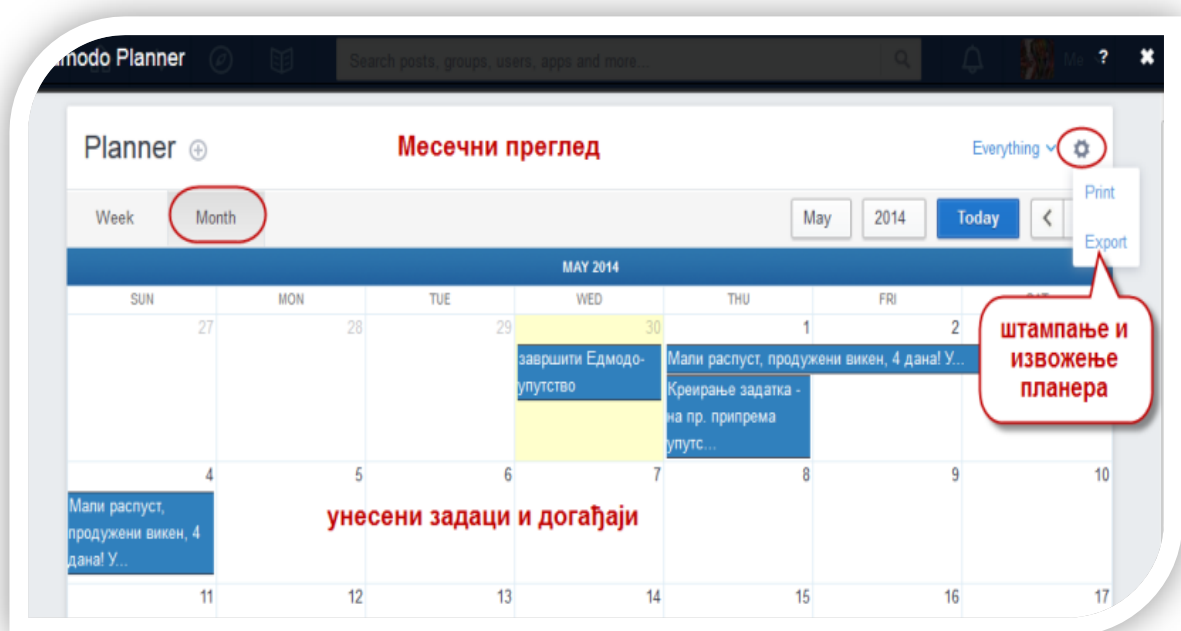 modo Planner
Search posts, groups, users, apps and more...
Me ?
Planner
Месечни преглед
Everything
Print
Export
Week Month
May 2014 Today
MAY 2014
SUN MON TUE WED THU FRI
27 28 29 30 1 2
завршити Едмодо-
упутство
Мали распуст, продужени викен, 4 дана! У...
Креирање задатка -
на пр. припрема
упутс...
штампање и
извожење
планера
4 5 6 7 8 9 10
Мали распуст,
продужени викен, 4
дана! У...
унесени задаци и догађаји
11 12 13 14 15 16 17